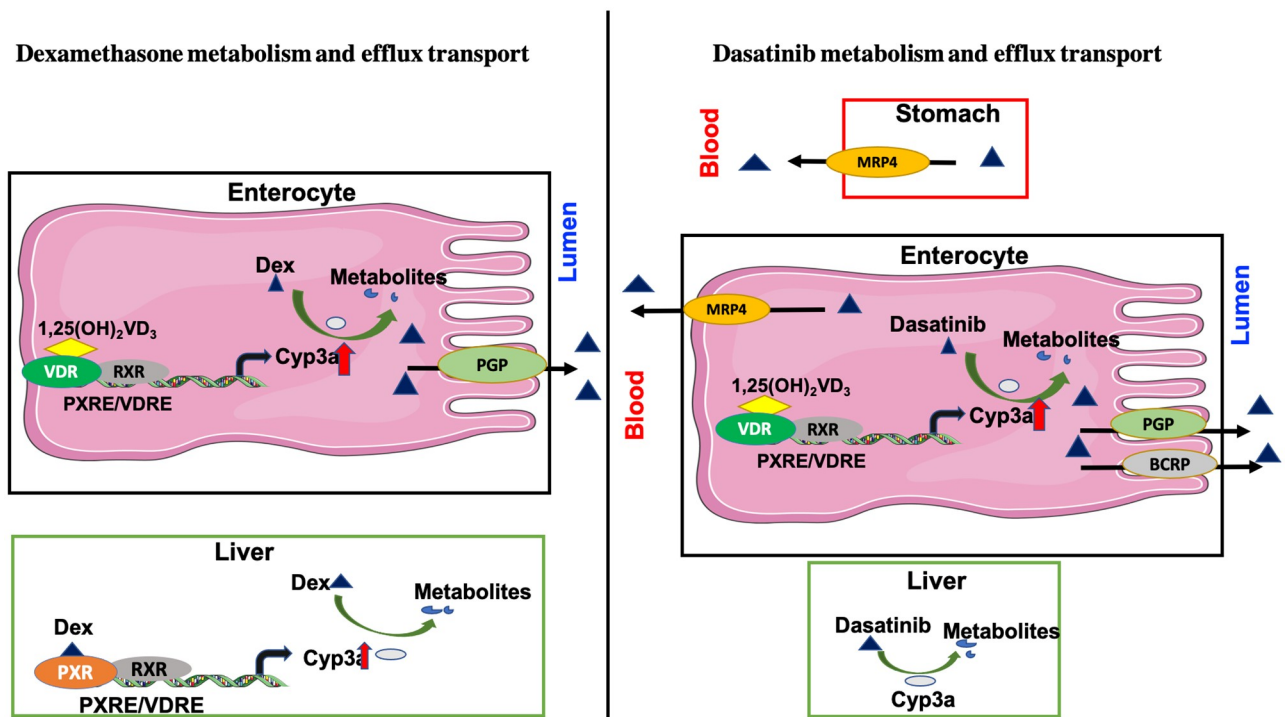 Dexamethasone metabolism and efflux transport
Enterocyte
Lumen
Dex
Metabolites
1,25(OH)₂VD₃
VDR
RXR
Cyp3a
PGP
PXRE/VDRE
Liver
Dex
Metabolites
Dex
PXR
RXR
Cyp3a
PXRE/VDRE
Dasatinib metabolism and efflux transport
Blood
Stomach
MRP4
Enterocyte
Lumen
MRP4
Dasatinib
Metabolites
Blood
1,25(OH)₂VD₃
VDR
RXR
Cyp3a
PGP
BCRP
PXRE/VDRE
Liver
Dasatinib
Metabolites
Cyp3a